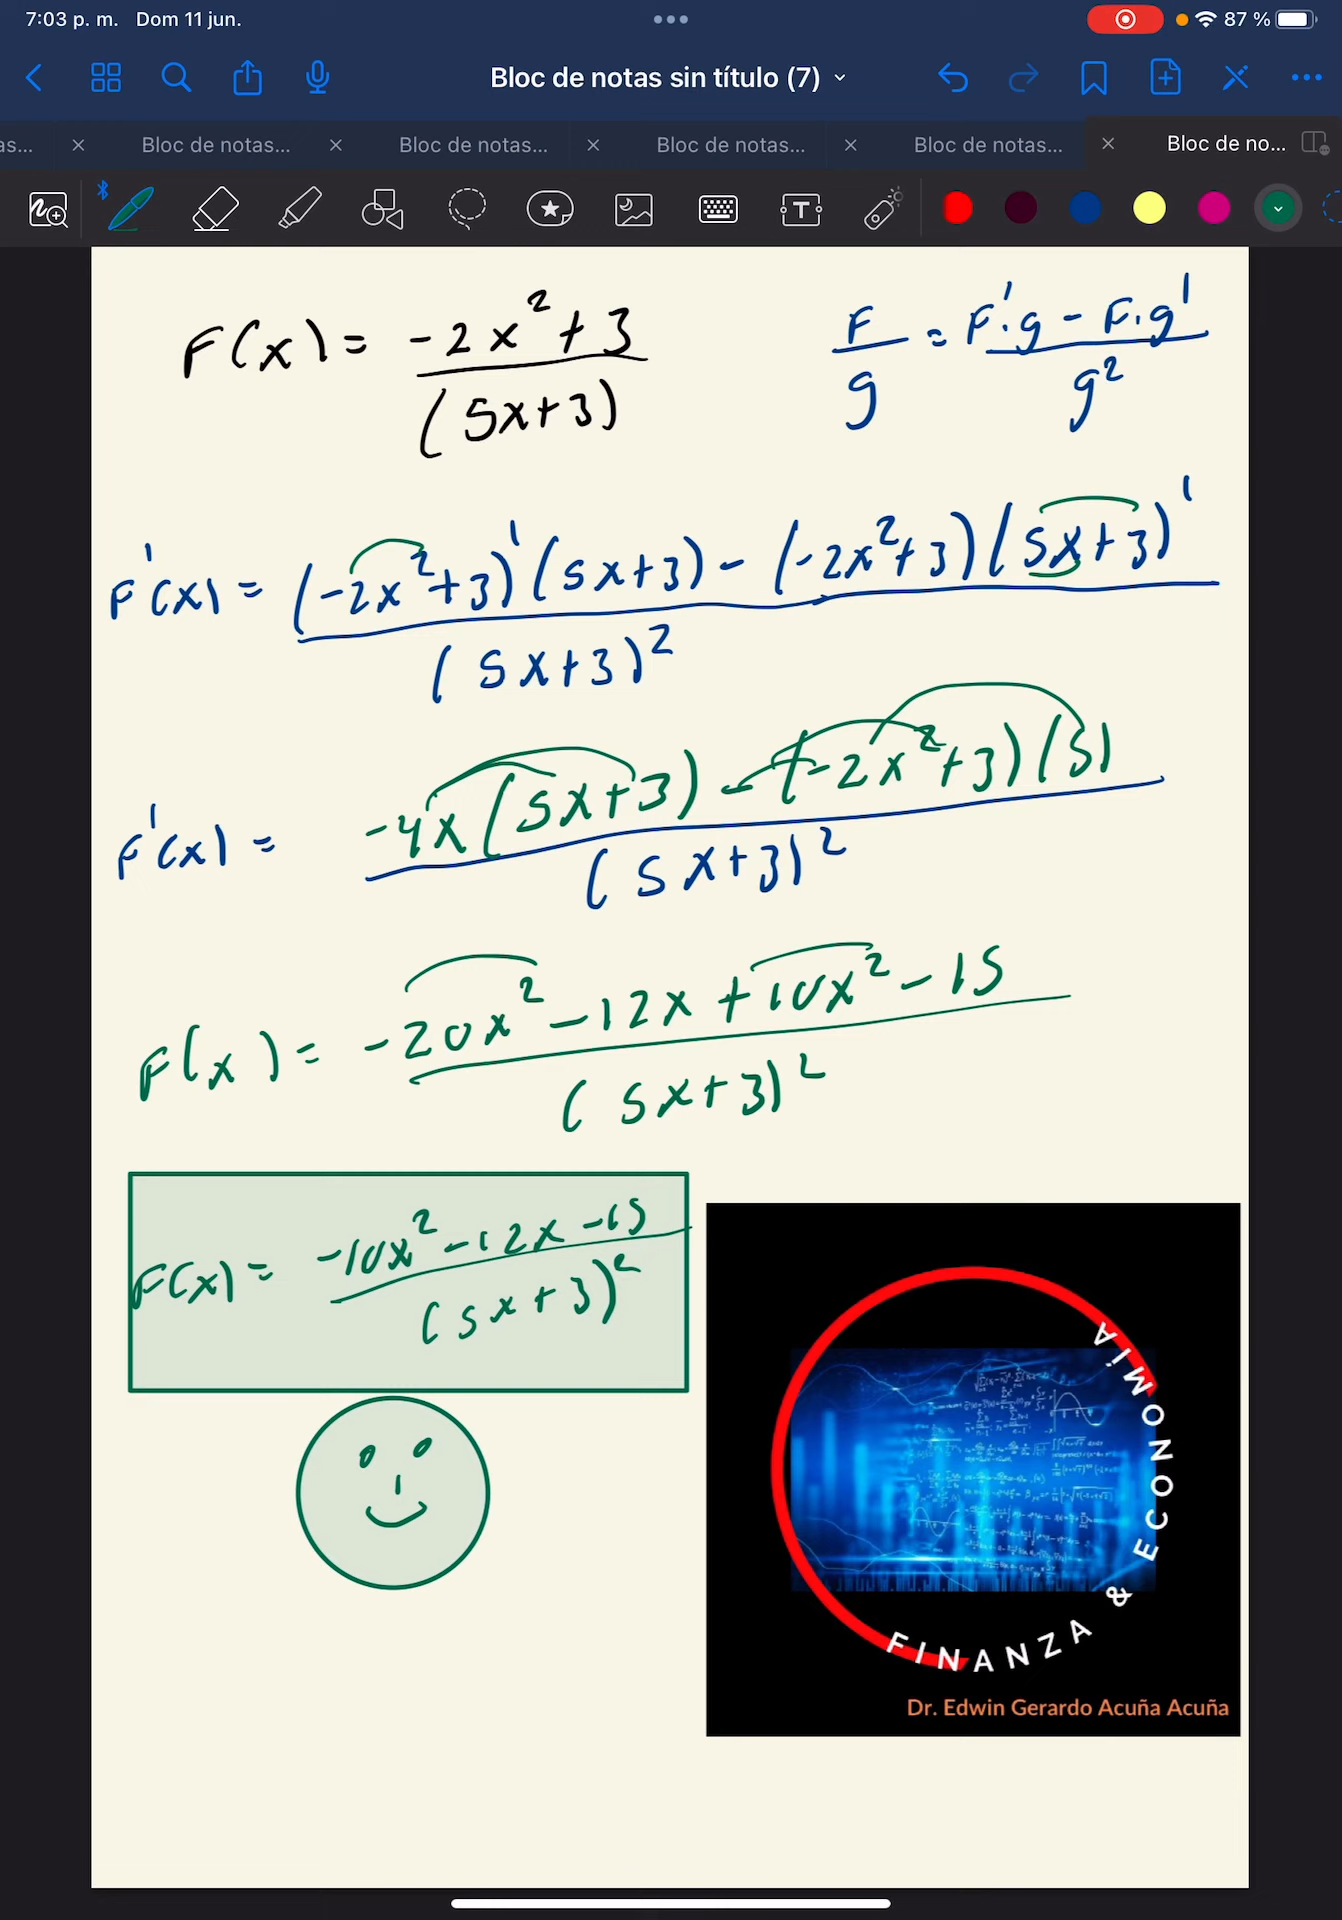 7:03 p. m. Dom 11 jun. 87 %
Bloc de notas sin título (7)
as... Bloc de notas... Bloc de notas... Bloc de notas... Bloc de notas... Bloc de no...
F(x) = -2x²+3 / (5x+3)
F/g = F'.g - F.g' / g²
F'(x) = (-2x²+3)'(5x+3) - (-2x²+3)(5x+3)' / (5x+3)²
F'(x) = -4x(5x+3) - (-2x²+3)(5) / (5x+3)²
F(x) = -20x² -12x +10x² -15 / (5x+3)²
F(x) = -10x² -12x -15 / (5x+3)²
FINANZA & ECONOMÍA
Dr. Edwin Gerardo Acuña Acuña